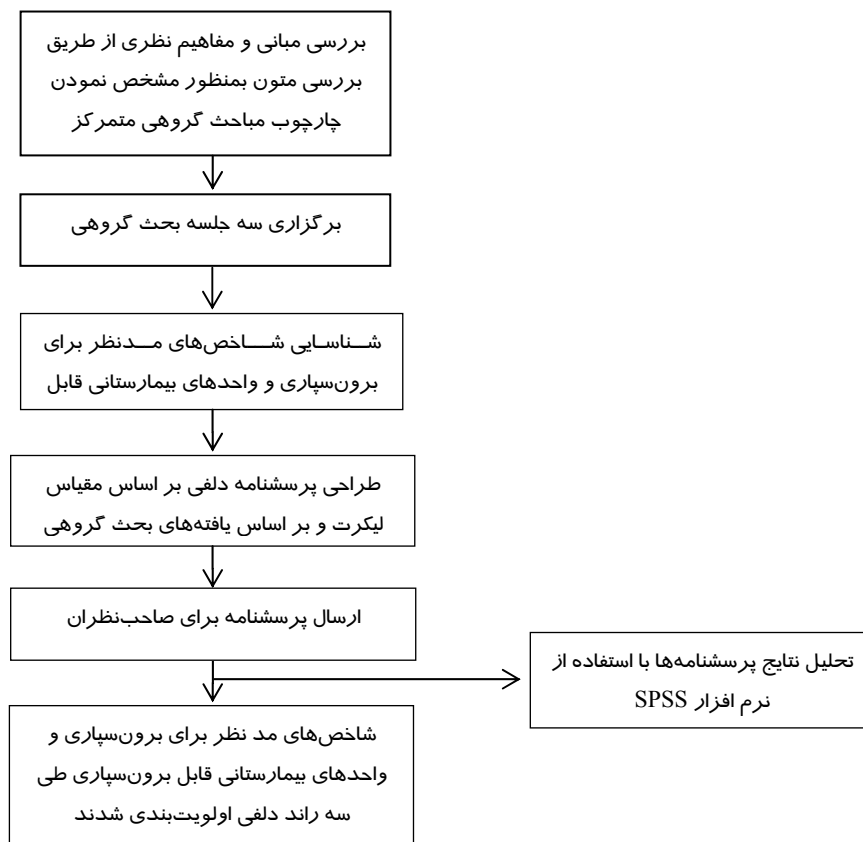 بررسی مبانی و مفاهیم نظری از طریق
بررسی متون بمنظور مشخص نمودن
چارچوب مباحث گروهی متمرکز
برگزاری سه جلسه بحث گروهی
شناسایی شاخص‌های مدنظر برای
برون‌سپاری و واحدهای بیمارستانی قابل
طراحی پرسشنامه دلفی بر اساس مقیاس
لیکرت و بر اساس یافته‌های بحث گروهی
ارسال پرسشنامه برای صاحب‌نظران
تحلیل نتایج پرسشنامه‌ها با استفاده از
نرم افزار SPSS
شاخص‌های مد نظر برای برون‌سپاری و
واحدهای بیمارستانی قابل برون‌سپاری طی
سه راند دلفی اولویت‌بندی شدند